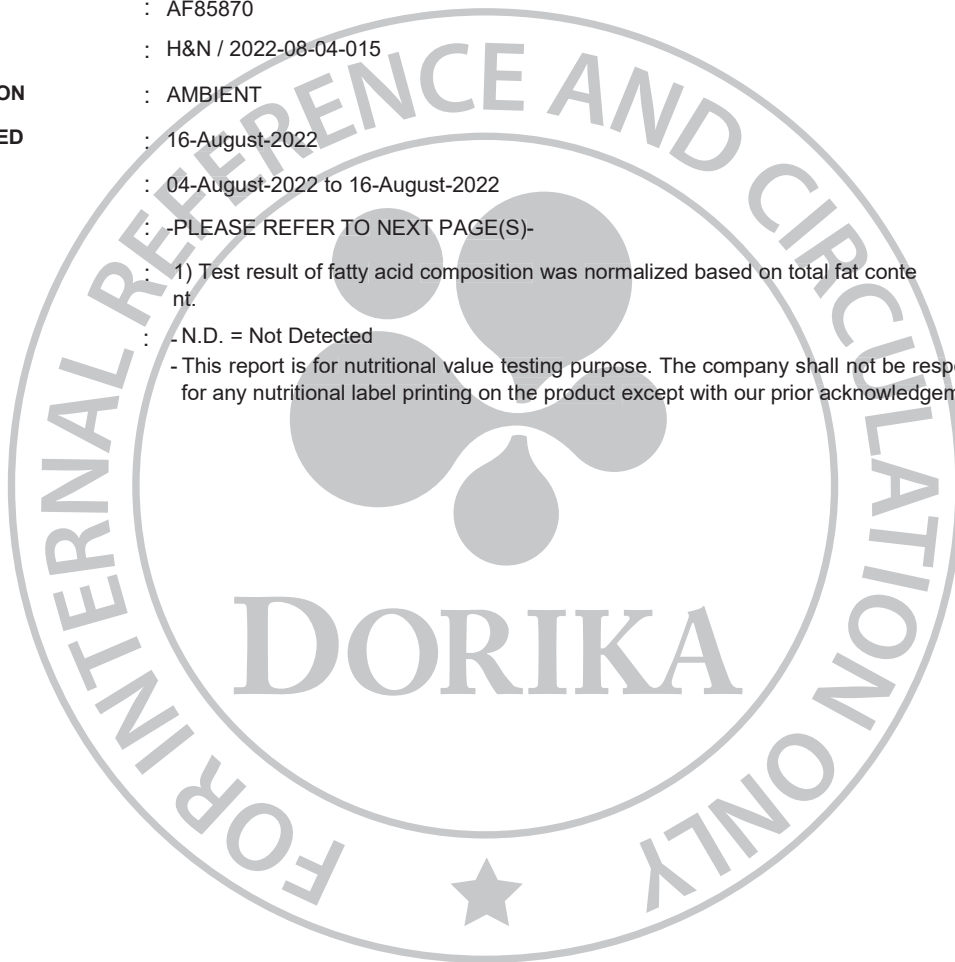 : AF85870
: H&N / 2022-08-04-015
ON : AMBIENT
ED : 16-August-2022
: 04-August-2022 to 16-August-2022
: -PLEASE REFER TO NEXT PAGE(S)-
: 1) Test result of fatty acid composition was normalized based on total fat conte
nt.
: - N.D. = Not Detected
- This report is for nutritional value testing purpose. The company shall not be resp
for any nutritional label printing on the product except with our prior acknowledgem
FOR INTERNAL REFERENCE AND CIRCULATION ONLY
DORIKA